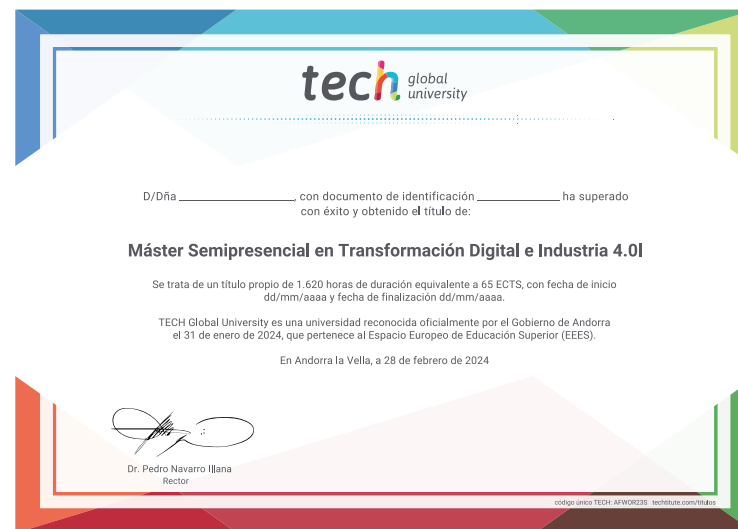 tech global university
D/Dña ____________________, con documento de identificación ______________ ha superado
con éxito y obtenido el título de:
Máster Semipresencial en Transformación Digital e Industria 4.0l
Se trata de un título propio de 1.620 horas de duración equivalente a 65 ECTS, con fecha de inicio
dd/mm/aaaa y fecha de finalización dd/mm/aaaa.
TECH Global University es una universidad reconocida oficialmente por el Gobierno de Andorra
el 31 de enero de 2024, que pertenece al Espacio Europeo de Educación Superior (EEES).
En Andorra la Vella, a 28 de febrero de 2024
Dr. Pedro Navarro Illana
Rector
código único TECH: AFWOR23S techtitute.com/titulos